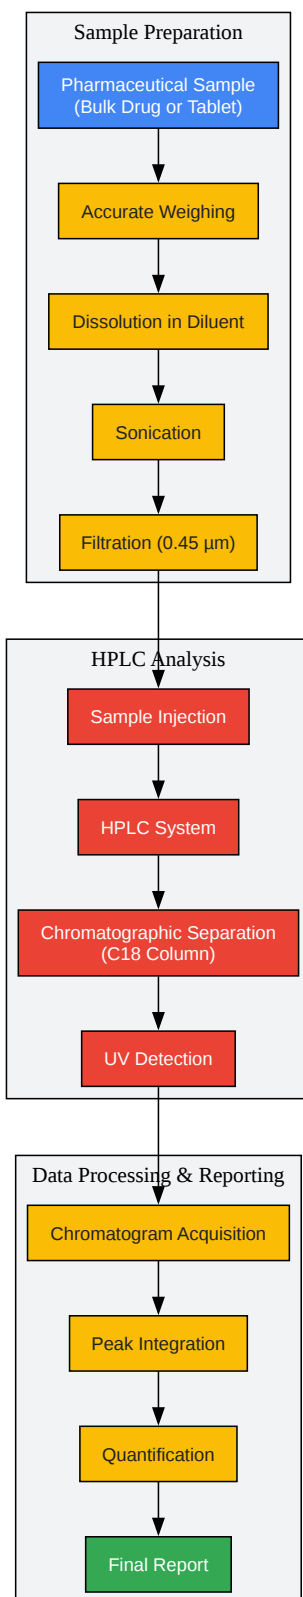 Sample Preparation
Pharmaceutical Sample
(Bulk Drug or Tablet)
Accurate Weighing
Dissolution in Diluent
Sonication
Filtration (0.45 µm)
HPLC Analysis
Sample Injection
HPLC System
Chromatographic Separation
(C18 Column)
UV Detection
Data Processing & Reporting
Chromatogram Acquisition
Peak Integration
Quantification
Final Report